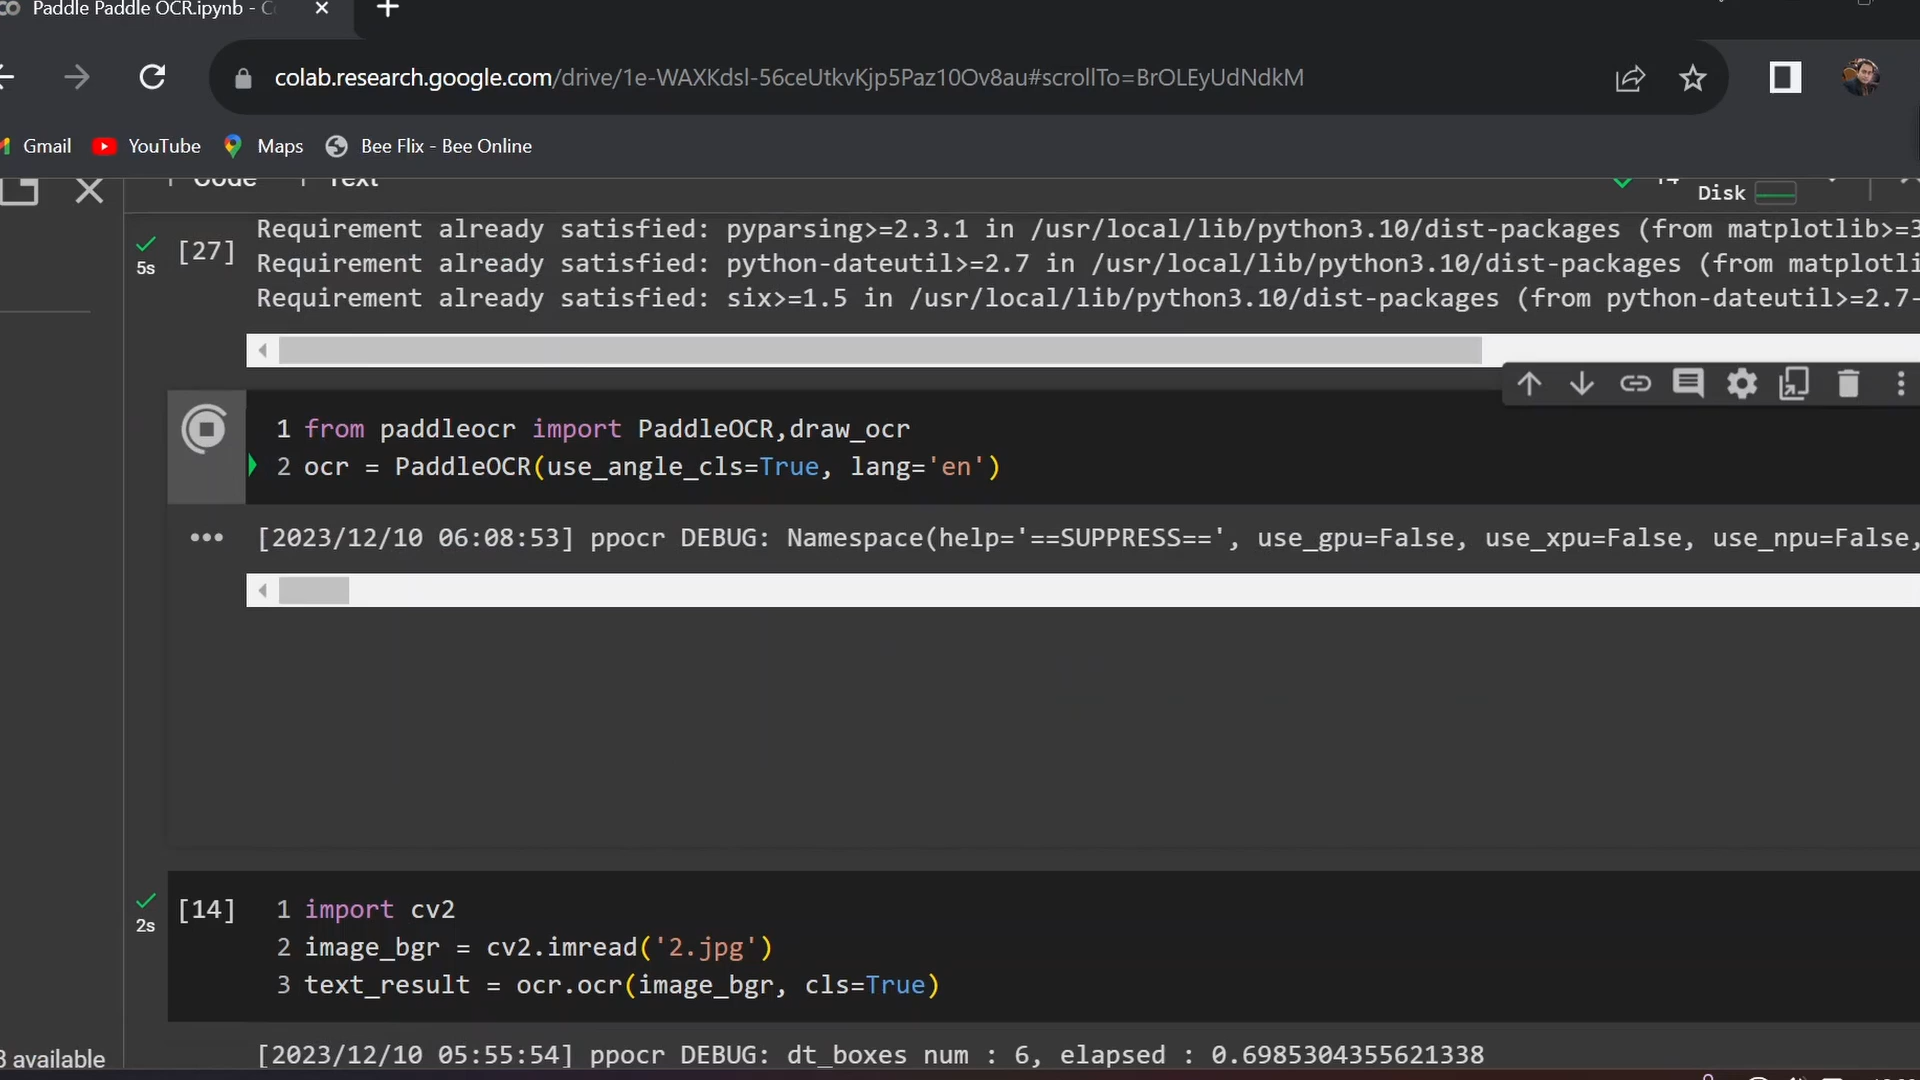 Paddle Paddle OCR.ipynb - C
colab.research.google.com/drive/1e-WAXKdsl-56ceUtkvKjp5Paz10Ov8au#scrollTo=BrOLEyUdNdkM
Gmail YouTube Maps Bee Flix - Bee Online
Code Text
Disk
[27] Requirement already satisfied: pyparsing>=2.3.1 in /usr/local/lib/python3.10/dist-packages (from matplotlib>=3
5s Requirement already satisfied: python-dateutil>=2.7 in /usr/local/lib/python3.10/dist-packages (from matplotli
Requirement already satisfied: six>=1.5 in /usr/local/lib/python3.10/dist-packages (from python-dateutil>=2.7-
1 from paddleocr import PaddleOCR,draw_ocr
2 ocr = PaddleOCR(use_angle_cls=True, lang='en')
[2023/12/10 06:08:53] ppocr DEBUG: Namespace(help='==SUPPRESS==', use_gpu=False, use_xpu=False, use_npu=False,
[14] 1 import cv2
2s
2 image_bgr = cv2.imread('2.jpg')
3 text_result = ocr.ocr(image_bgr, cls=True)
available
[2023/12/10 05:55:54] ppocr DEBUG: dt_boxes num : 6, elapsed : 0.6985304355621338